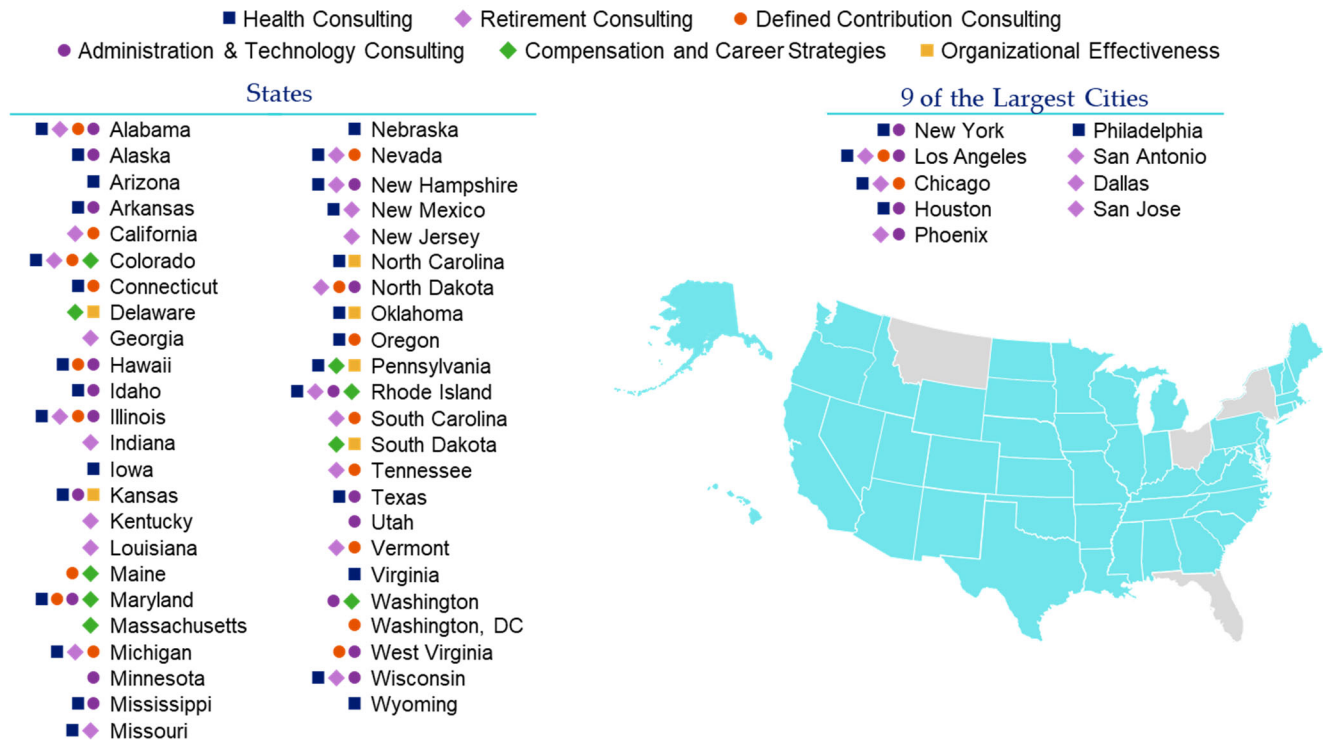 Health Consulting Retirement Consulting Defined Contribution Consulting
Administration & Technology Consulting Compensation and Career Strategies Organizational Effectiveness
States
Alabama
Alaska
Arizona
Arkansas
California
Colorado
Connecticut
Delaware
Georgia
Hawaii
Idaho
Illinois
Indiana
Iowa
Kansas
Kentucky
Louisiana
Maine
Maryland
Massachusetts
Michigan
Minnesota
Mississippi
Missouri
Nebraska
Nevada
New Hampshire
New Mexico
New Jersey
North Carolina
North Dakota
Oklahoma
Oregon
Pennsylvania
Rhode Island
South Carolina
South Dakota
Tennessee
Texas
Utah
Vermont
Virginia
Washington
Washington, DC
West Virginia
Wisconsin
Wyoming
9 of the Largest Cities
New York
Los Angeles
Chicago
Houston
Phoenix
Philadelphia
San Antonio
Dallas
San Jose